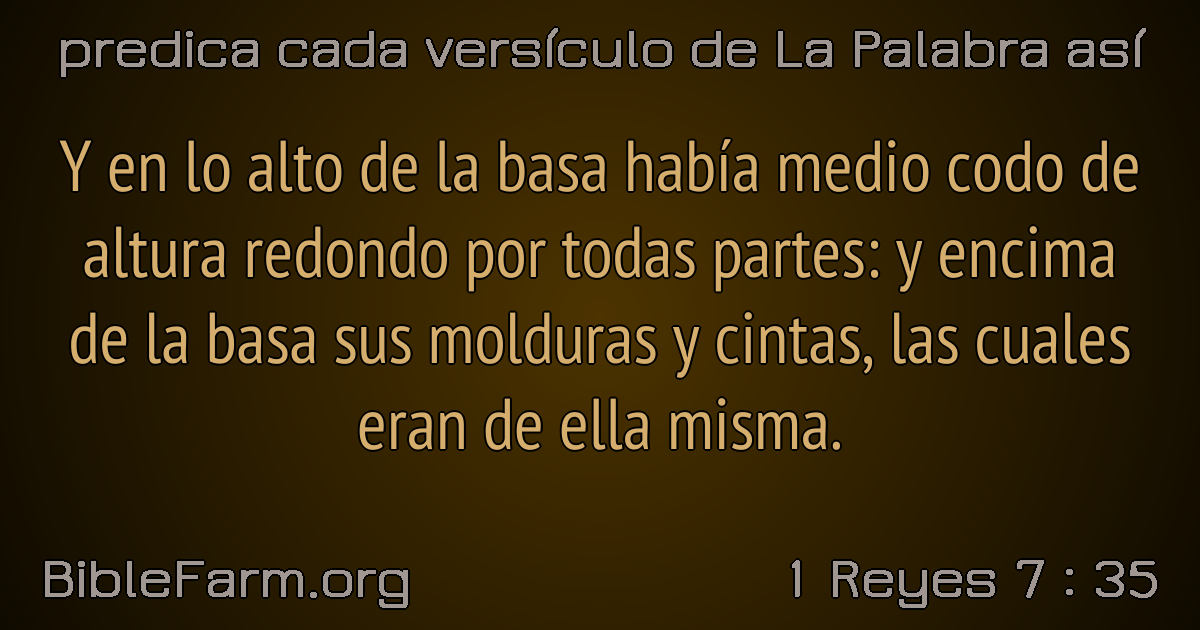 predica cada versículo de La Palabra así
Y en lo alto de la basa había medio codo de
altura redondo por todas partes: y encima
de la basa sus molduras y cintas, las cuales
eran de ella misma.
BibleFarm.org
1 Reyes 7 : 35